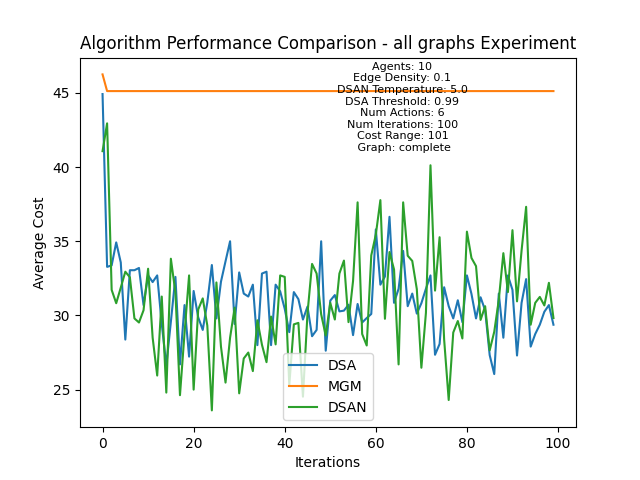 Algorithm Performance Comparison - all graphs Experiment
Agents: 10
Edge Density: 0.1
DSAN Temperature: 5.0
DSA Threshold: 0.99
Num Actions: 6
Num Iterations: 100
Cost Range: 101
Graph: complete
Average Cost
45
40
35
30
25
DSA
MGM
DSAN
0 20 40 60 80 100
Iterations